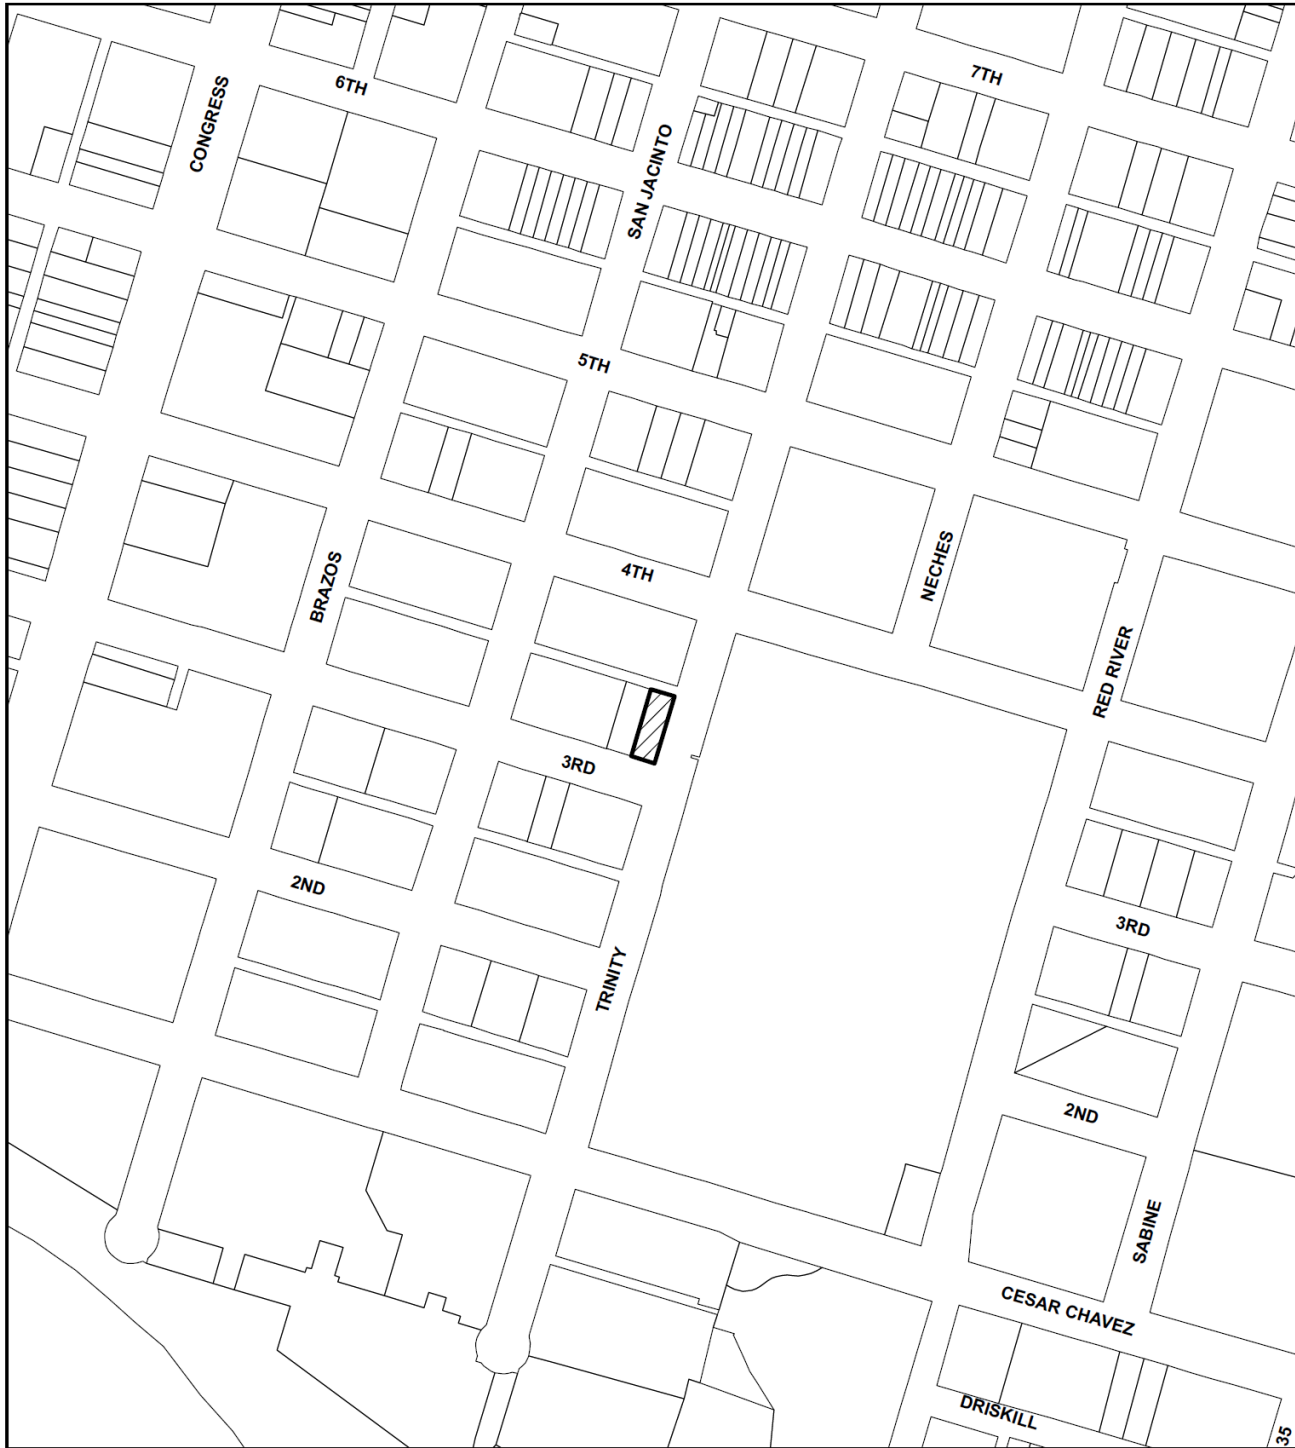 7TH
6TH
CONGRESS
SAN JACINTO
5TH
NECHES
4TH
BRAZOS
RED RIVER
3RD
2ND
3RD
TRINITY
2ND
SABINE
CESAR CHAVEZ
DRISKILL
35